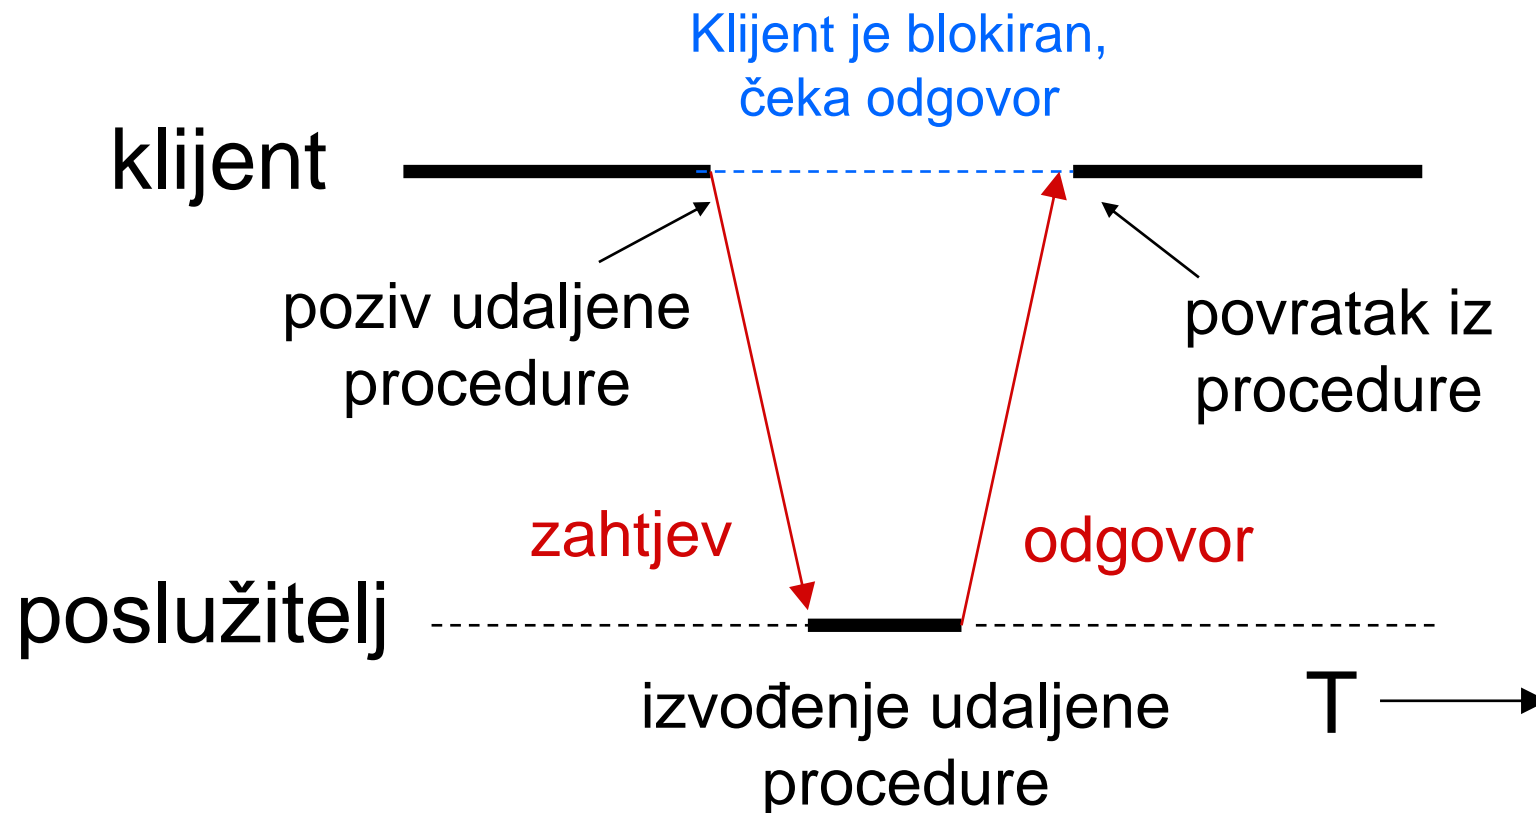 Klijent je blokiran,
čeka odgovor
klijent
poziv udaljene
procedure
povratak iz
procedure
zahtjev
odgovor
poslužitelj
izvođenje udaljene
procedure
T